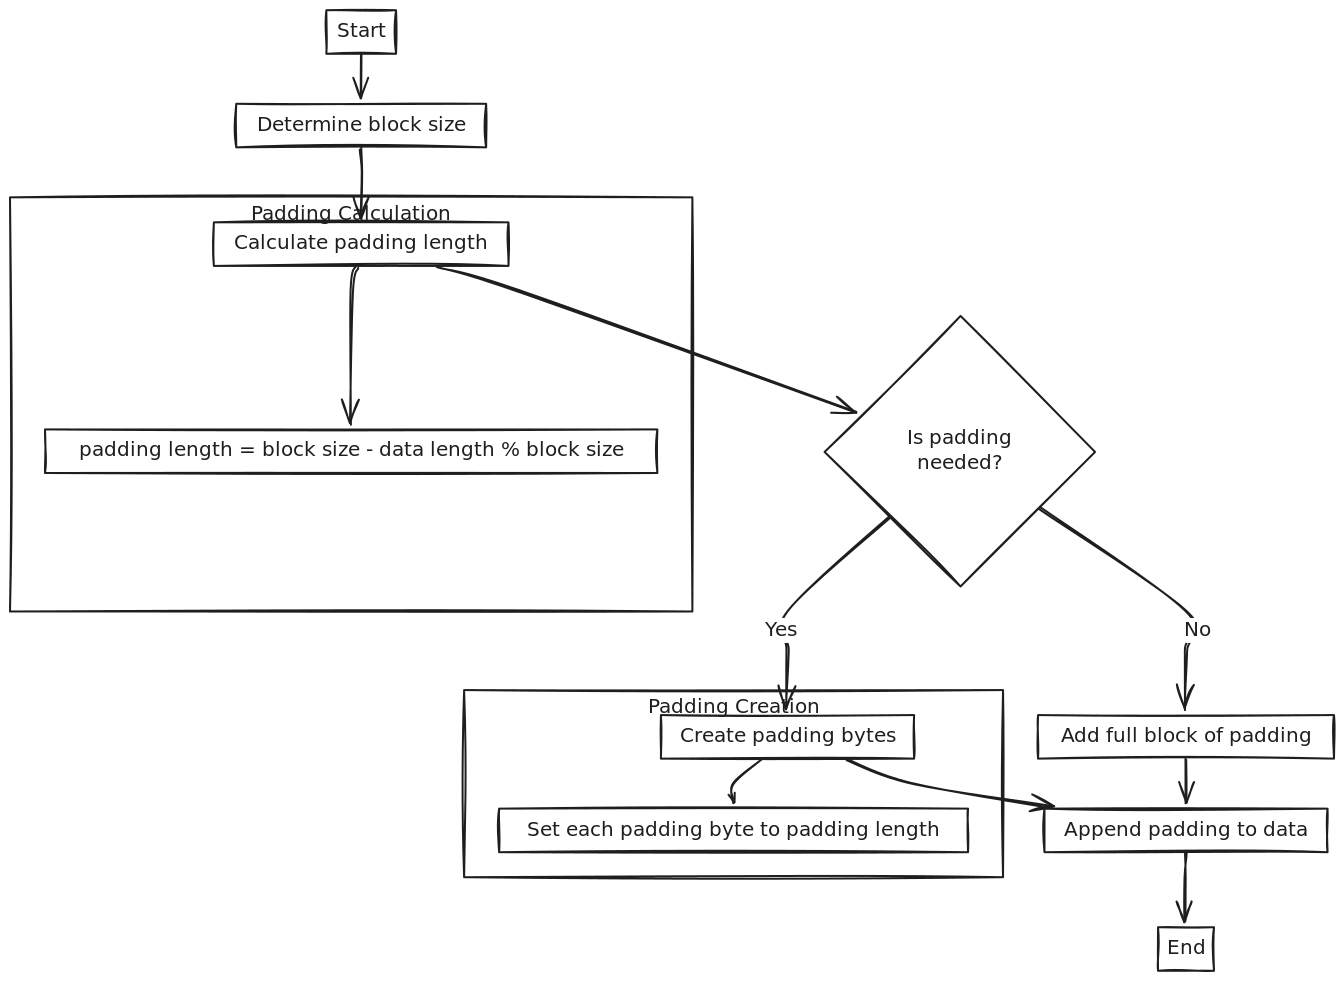 Start
Determine block size
Padding Calculation
Calculate padding length
padding length = block size - data length % block size
Is padding
needed?
Yes
No
Padding Creation
Create padding bytes
Add full block of padding
Set each padding byte to padding length
Append padding to data
End